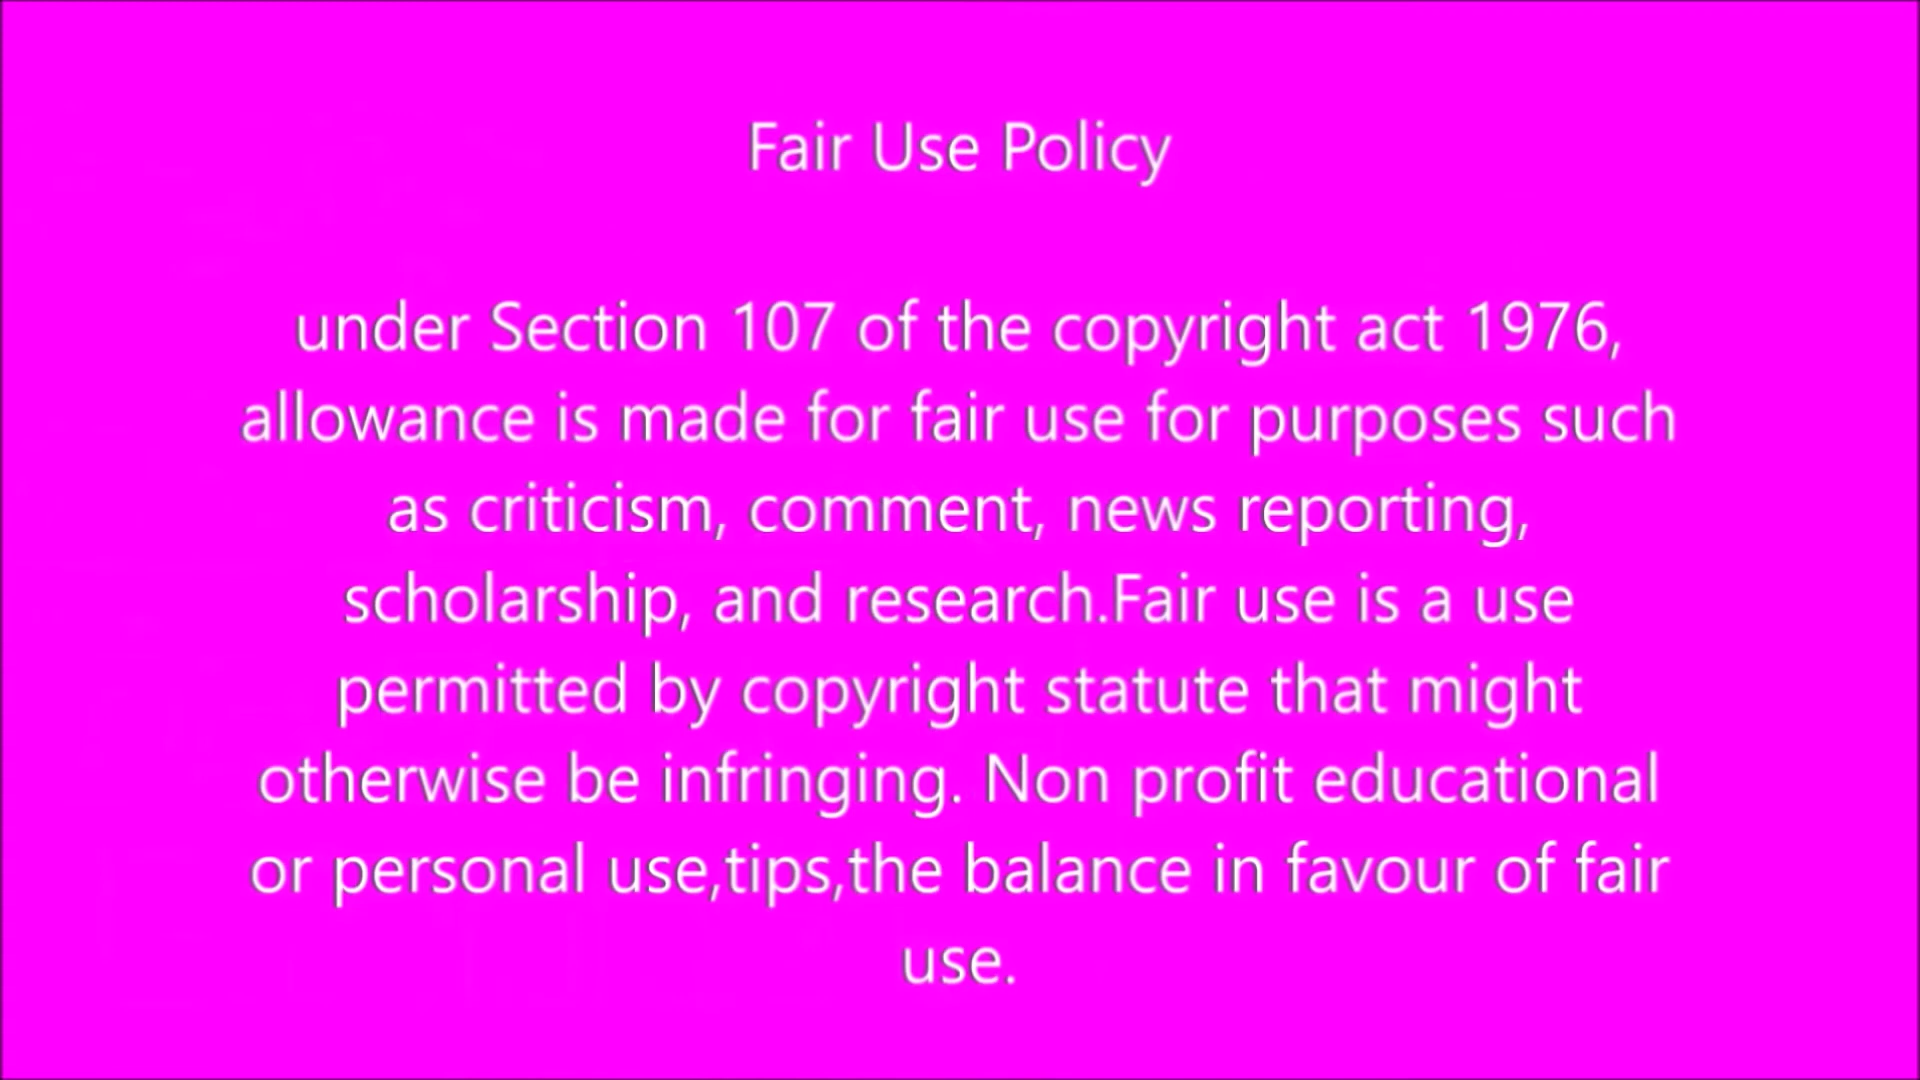 Fair Use Policy
under Section 107 of the copyright act 1976,
allowance is made for fair use for purposes such
as criticism, comment, news reporting,
scholarship, and research.Fair use is a use
permitted by copyright statute that might
otherwise be infringing. Non profit educational
or personal use,tips,the balance in favour of fair
use.